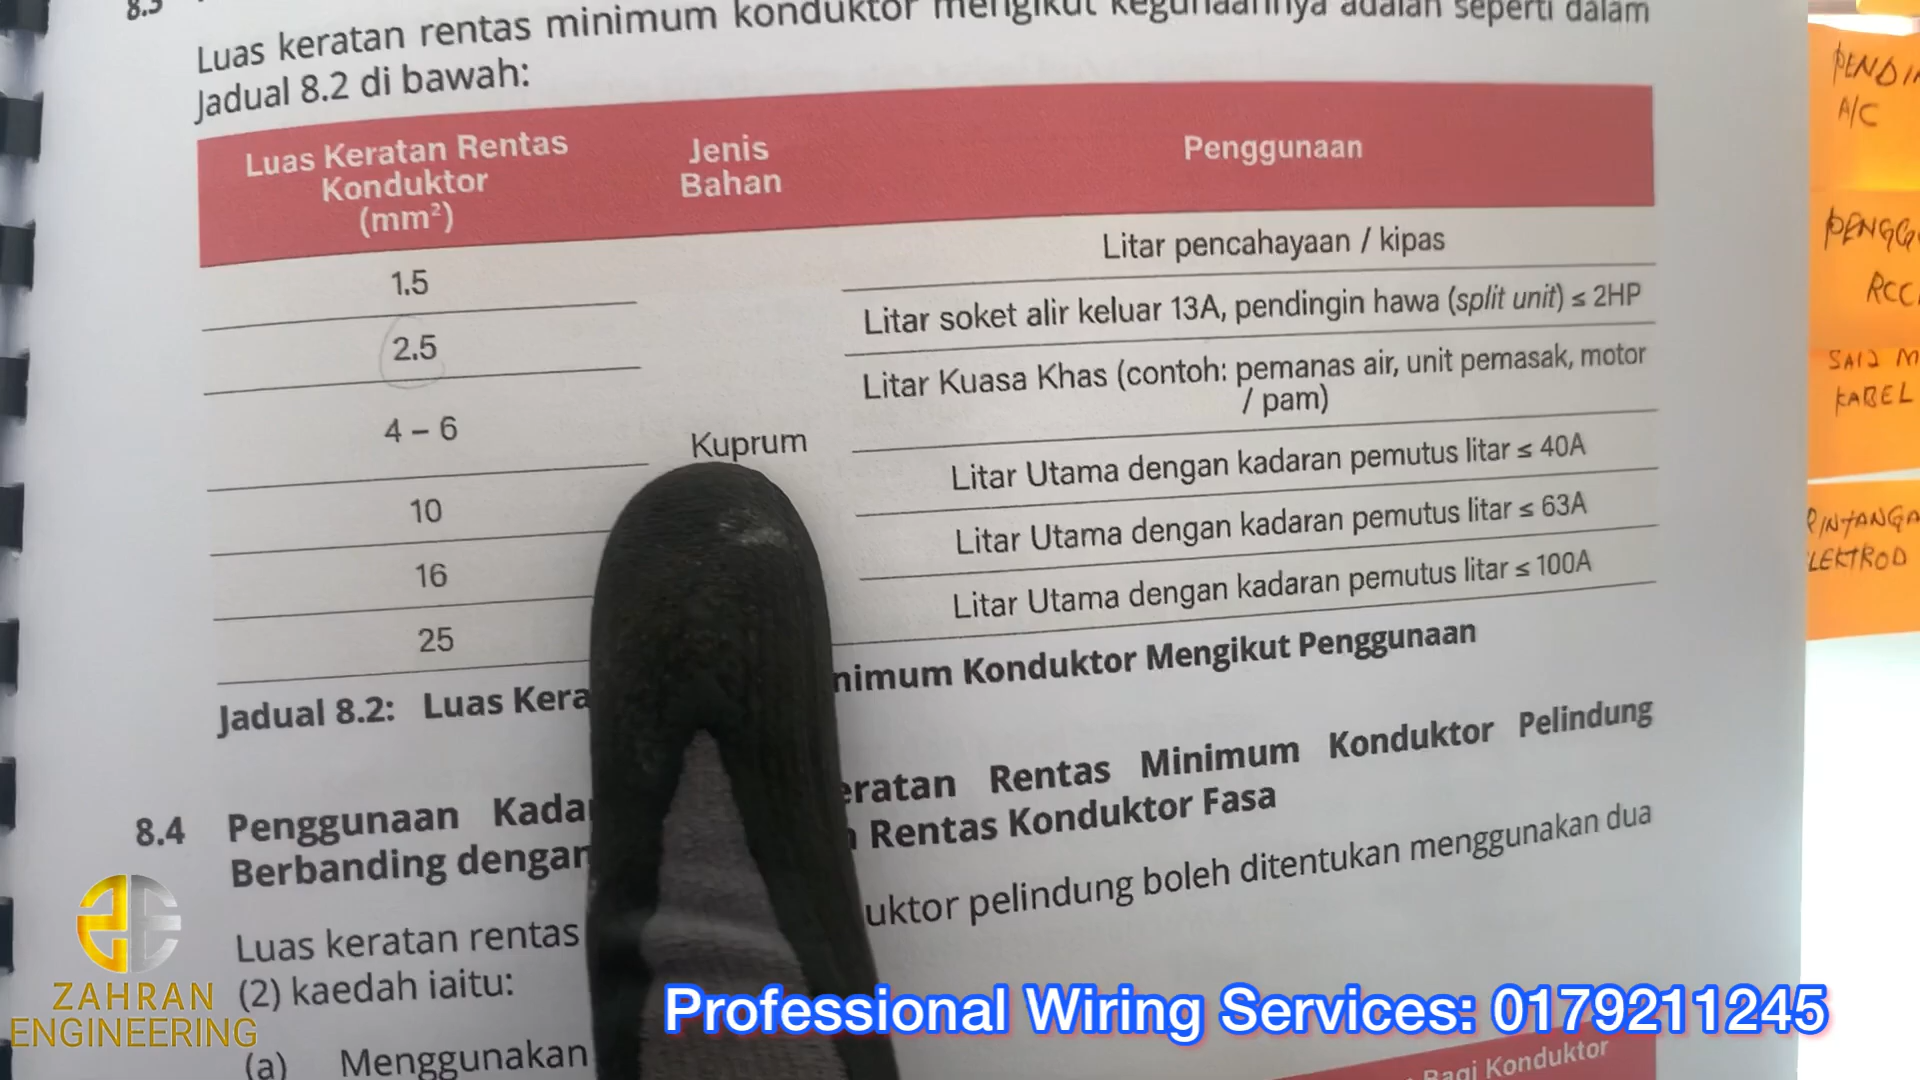 8.3
Luas keratan rentas minimum konduktor mengikut kegunaannya adalah seperti dalam
Jadual 8.2 di bawah:
Luas Keratan Rentas Konduktor (mm²) Jenis Bahan Penggunaan
1.5 Litar pencahayaan / kipas
2.5 Litar soket alir keluar 13A, pendingin hawa (split unit) ≤ 2HP
4 – 6 Litar Kuasa Khas (contoh: pemanas air, unit pemasak, motor
/ pam)
Kuprum
10 Litar Utama dengan kadaran pemutus litar ≤ 40A
16 Litar Utama dengan kadaran pemutus litar ≤ 63A
25 Litar Utama dengan kadaran pemutus litar ≤ 100A
Jadual 8.2: Luas Kera nimum Konduktor Mengikut Penggunaan
8.4 Penggunaan Kada eratan Rentas Minimum Konduktor Pelindung
Berbanding dengan Rentas Konduktor Fasa
Luas keratan rentas uktor pelindung boleh ditentukan menggunakan dua
(2) kaedah iaitu:
(a) Menggunakan
Bagi Konduktor
PENDI
A/C
PENGG
RCC
SAIZ M
KABEL
RINTANGA
LEKTROD
ZAHRAN
ENGINEERING
Professional Wiring Services: 0179211245